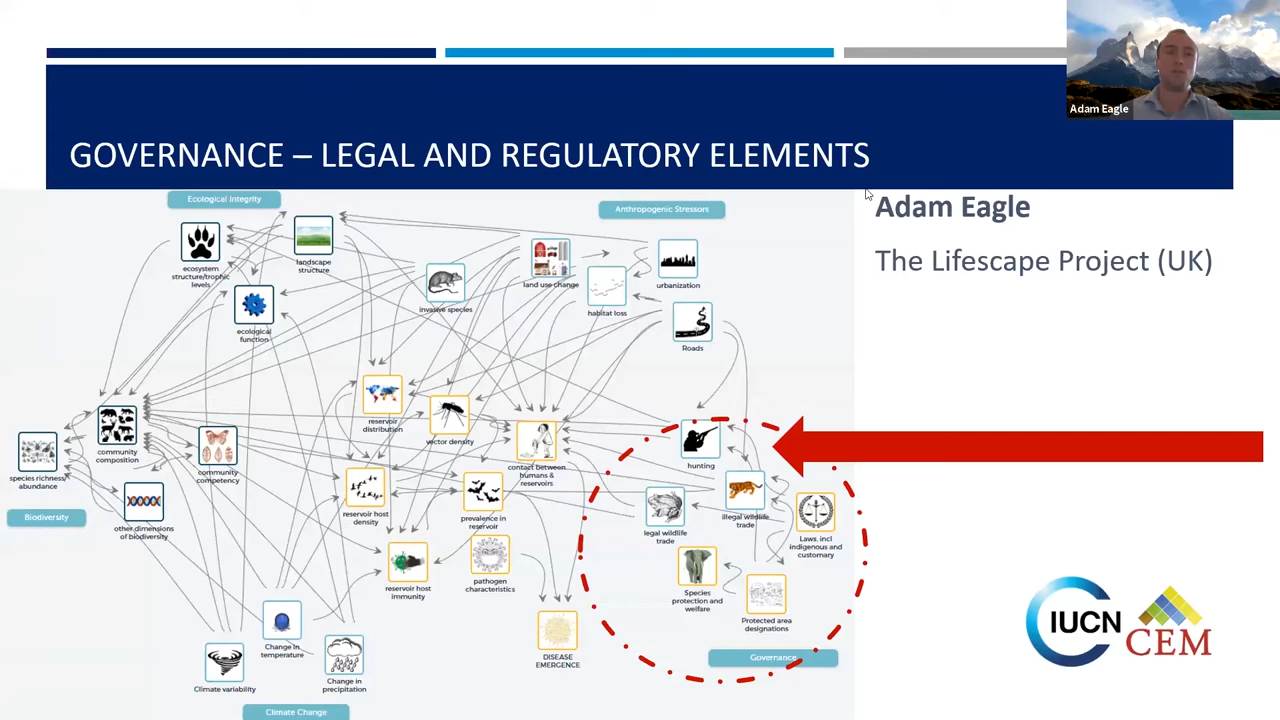 Adam Eagle
GOVERNANCE – LEGAL AND REGULATORY ELEMENTS
Adam Eagle
The Lifescape Project (UK)
Ecological Integrity
Anthropogenic Stressors
ecosystem
structure/trophic
levels
landscape
structure
ecological
function
invasive species
land use change
habitat loss
urbanization
Roads
reservoir
distribution
vector density
contact between
humans &
reservoirs
hunting
community
composition
species richness/
abundance
community
competency
other dimensions
of biodiversity
Biodiversity
reservoir host
density
prevalence in
reservoir
legal wildlife
trade
illegal wildlife
trade
Laws. incl
indigenous and
customary
reservoir host
immunity
pathogen
characteristics
Species
protection and
welfare
Protected area
designations
Governance
DISEASE
EMERGENCE
Change in
temperature
Climate variability
Change in
precipitation
Climate Change
IUCN
CEM